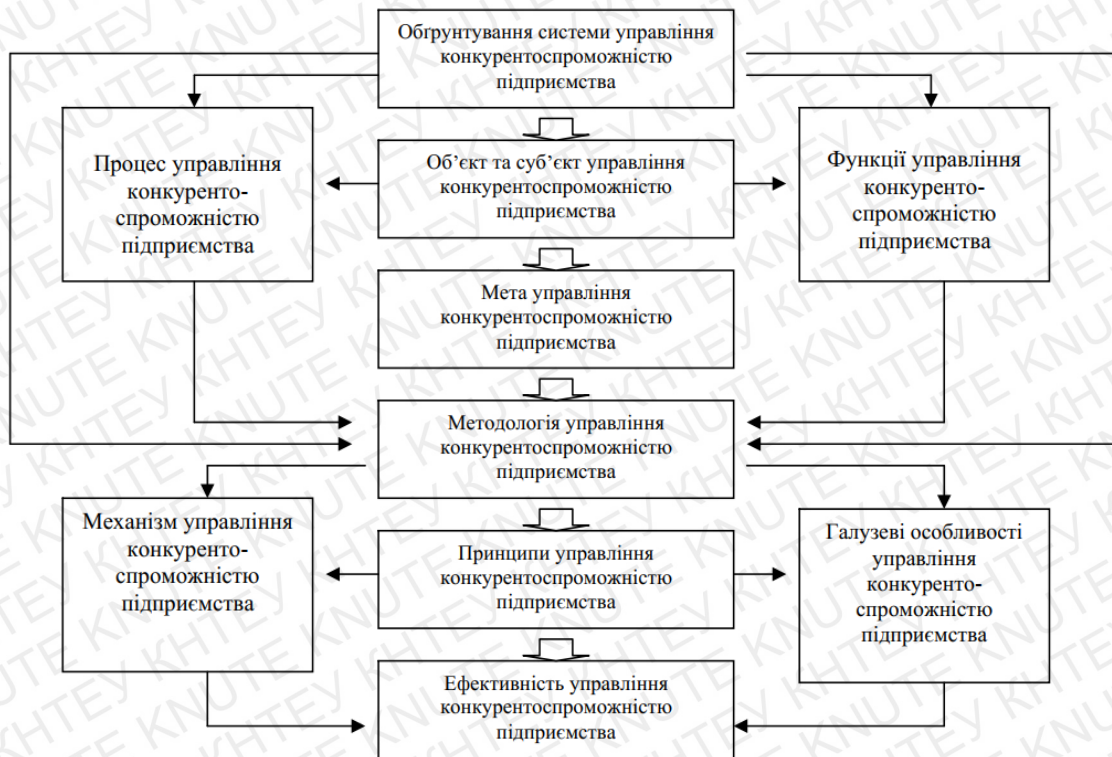 Обґрунтування системи управління
конкурентоспроможністю
підприємства
Процес управління
конкуренто-
спроможністю
підприємства
Об’єкт та суб’єкт управління
конкурентоспроможністю
підприємства
Функції управління
конкуренто-
спроможністю
підприємства
Мета управління
конкурентоспроможністю
підприємства
Методологія управління
конкурентоспроможністю
підприємства
Механізм управління
конкуренто-
спроможністю
підприємства
Принципи управління
конкурентоспроможністю
підприємства
Галузеві особливості
управління
конкуренто-
спроможністю
підприємства
Ефективність управління
конкурентоспроможністю
підприємства
КНТЕУ KNUTE